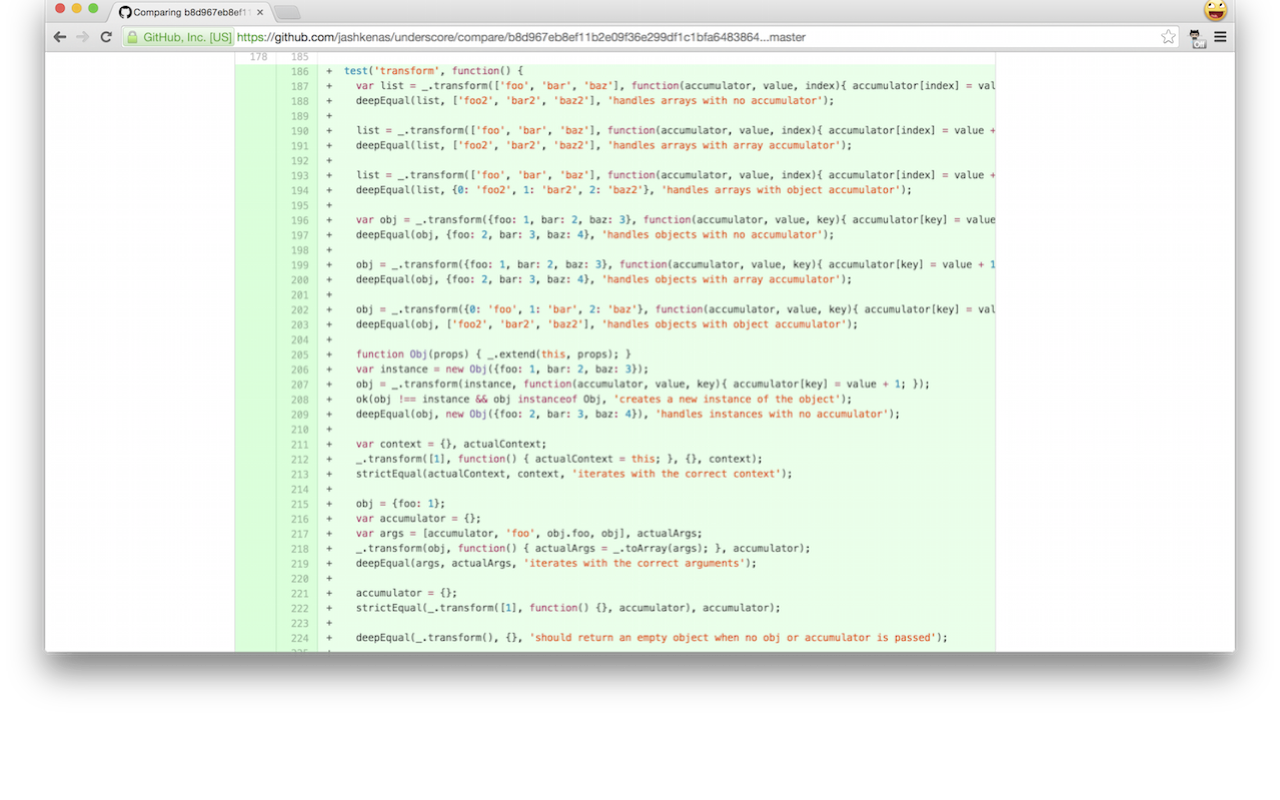 Comparing b8d967eb8ef11
GitHub, Inc. [US] https://github.com/jashkenas/underscore/compare/b8d967eb8ef11b2e09f36e299df1c1bfa6483864...master
178 185
186 + test('transform', function() {
187 + var list = _.transform(['foo', 'bar', 'baz'], function(accumulator, value, index){ accumulator[index] = val
188 + deepEqual(list, ['foo2', 'bar2', 'baz2'], 'handles arrays with no accumulator');
189 +
190 + list = _.transform(['foo', 'bar', 'baz'], function(accumulator, value, index){ accumulator[index] = value +
191 + deepEqual(list, ['foo2', 'bar2', 'baz2'], 'handles arrays with array accumulator');
192 +
193 + list = _.transform(['foo', 'bar', 'baz'], function(accumulator, value, index){ accumulator[index] = value +
194 + deepEqual(list, {0: 'foo2', 1: 'bar2', 2: 'baz2'}, 'handles arrays with object accumulator');
195 +
196 + var obj = _.transform({foo: 1, bar: 2, baz: 3}, function(accumulator, value, key){ accumulator[key] = value
197 + deepEqual(obj, {foo: 2, bar: 3, baz: 4}, 'handles objects with no accumulator');
198 +
199 + obj = _.transform({foo: 1, bar: 2, baz: 3}, function(accumulator, value, key){ accumulator[key] = value + 1
200 + deepEqual(obj, {foo: 2, bar: 3, baz: 4}, 'handles objects with array accumulator');
201 +
202 + obj = _.transform({0: 'foo', 1: 'bar', 2: 'baz'}, function(accumulator, value, key){ accumulator[key] = val
203 + deepEqual(obj, ['foo2', 'bar2', 'baz2'], 'handles objects with object accumulator');
204 +
205 + function Obj(props) { _.extend(this, props); }
206 + var instance = new Obj({foo: 1, bar: 2, baz: 3});
207 + obj = _.transform(instance, function(accumulator, value, key){ accumulator[key] = value + 1; });
208 + ok(obj !== instance && obj instanceof Obj, 'creates a new instance of the object');
209 + deepEqual(obj, new Obj({foo: 2, bar: 3, baz: 4}), 'handles instances with no accumulator');
210 +
211 + var context = {}, actualContext;
212 + _.transform([1], function() { actualContext = this; }, {}, context);
213 + strictEqual(actualContext, context, 'iterates with the correct context');
214 +
215 + obj = {foo: 1};
216 + var accumulator = {};
217 + var args = [accumulator, 'foo', obj.foo, obj], actualArgs;
218 + _.transform(obj, function() { actualArgs = _.toArray(args); }, accumulator);
219 + deepEqual(args, actualArgs, 'iterates with the correct arguments');
220 +
221 + accumulator = {};
222 + strictEqual(_.transform([1], function() {}, accumulator), accumulator);
223 +
224 + deepEqual(_.transform(), {}, 'should return an empty object when no obj or accumulator is passed');